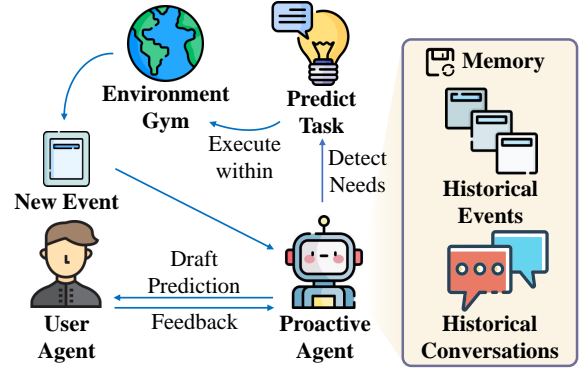 Environment
Gym
Predict
Task
Execute
within
Detect
Needs
New Event
Draft
Prediction
Feedback
User
Agent
Proactive
Agent
Memory
Historical
Events
Historical
Conversations